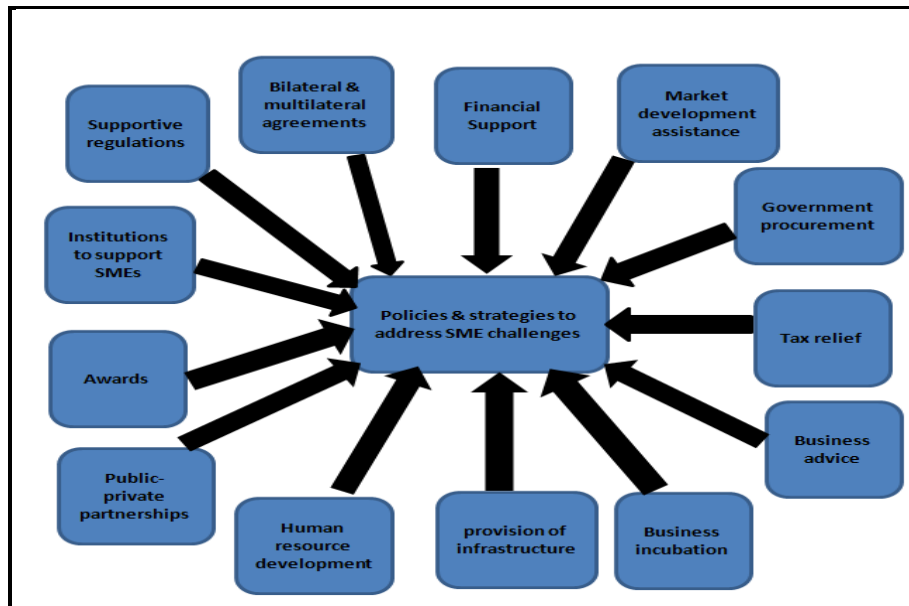 Bilateral &
multilateral
agreements
Financial
Support
Market
development
assistance
Supportive
regulations
Government
procurement
Institutions
to support
SMEs
Policies & strategies to
address SME challenges
Tax relief
Awards
Business
advice
Public-
private
partnerships
Human
resource
development
provision of
infrastructure
Business
incubation